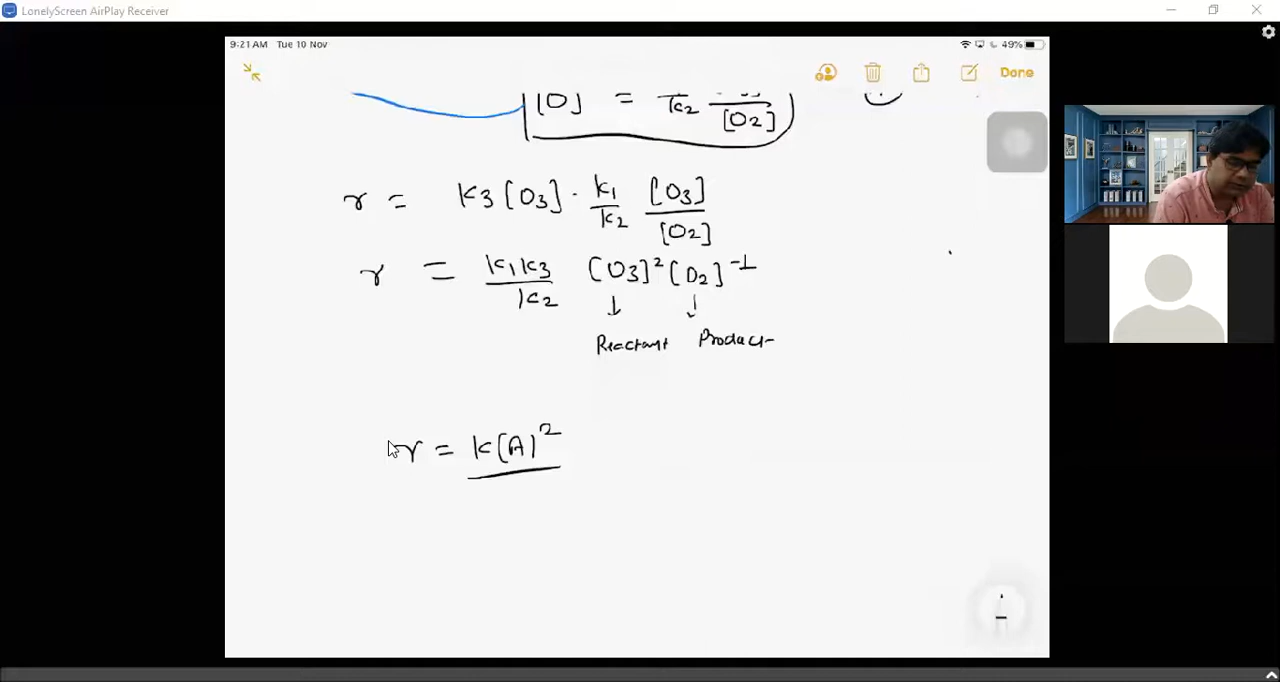 LonelyScreen AirPlay Receiver
9:21 AM Tue 10 Nov
49%
Done
[O] = k2 [O2]
r = k3 [O3] · k1/k2 [O3]/[O2]
r = k1k3/k2 [O3]² [O2]⁻¹
↓ ↓
Reactant Product
r = k[A]²